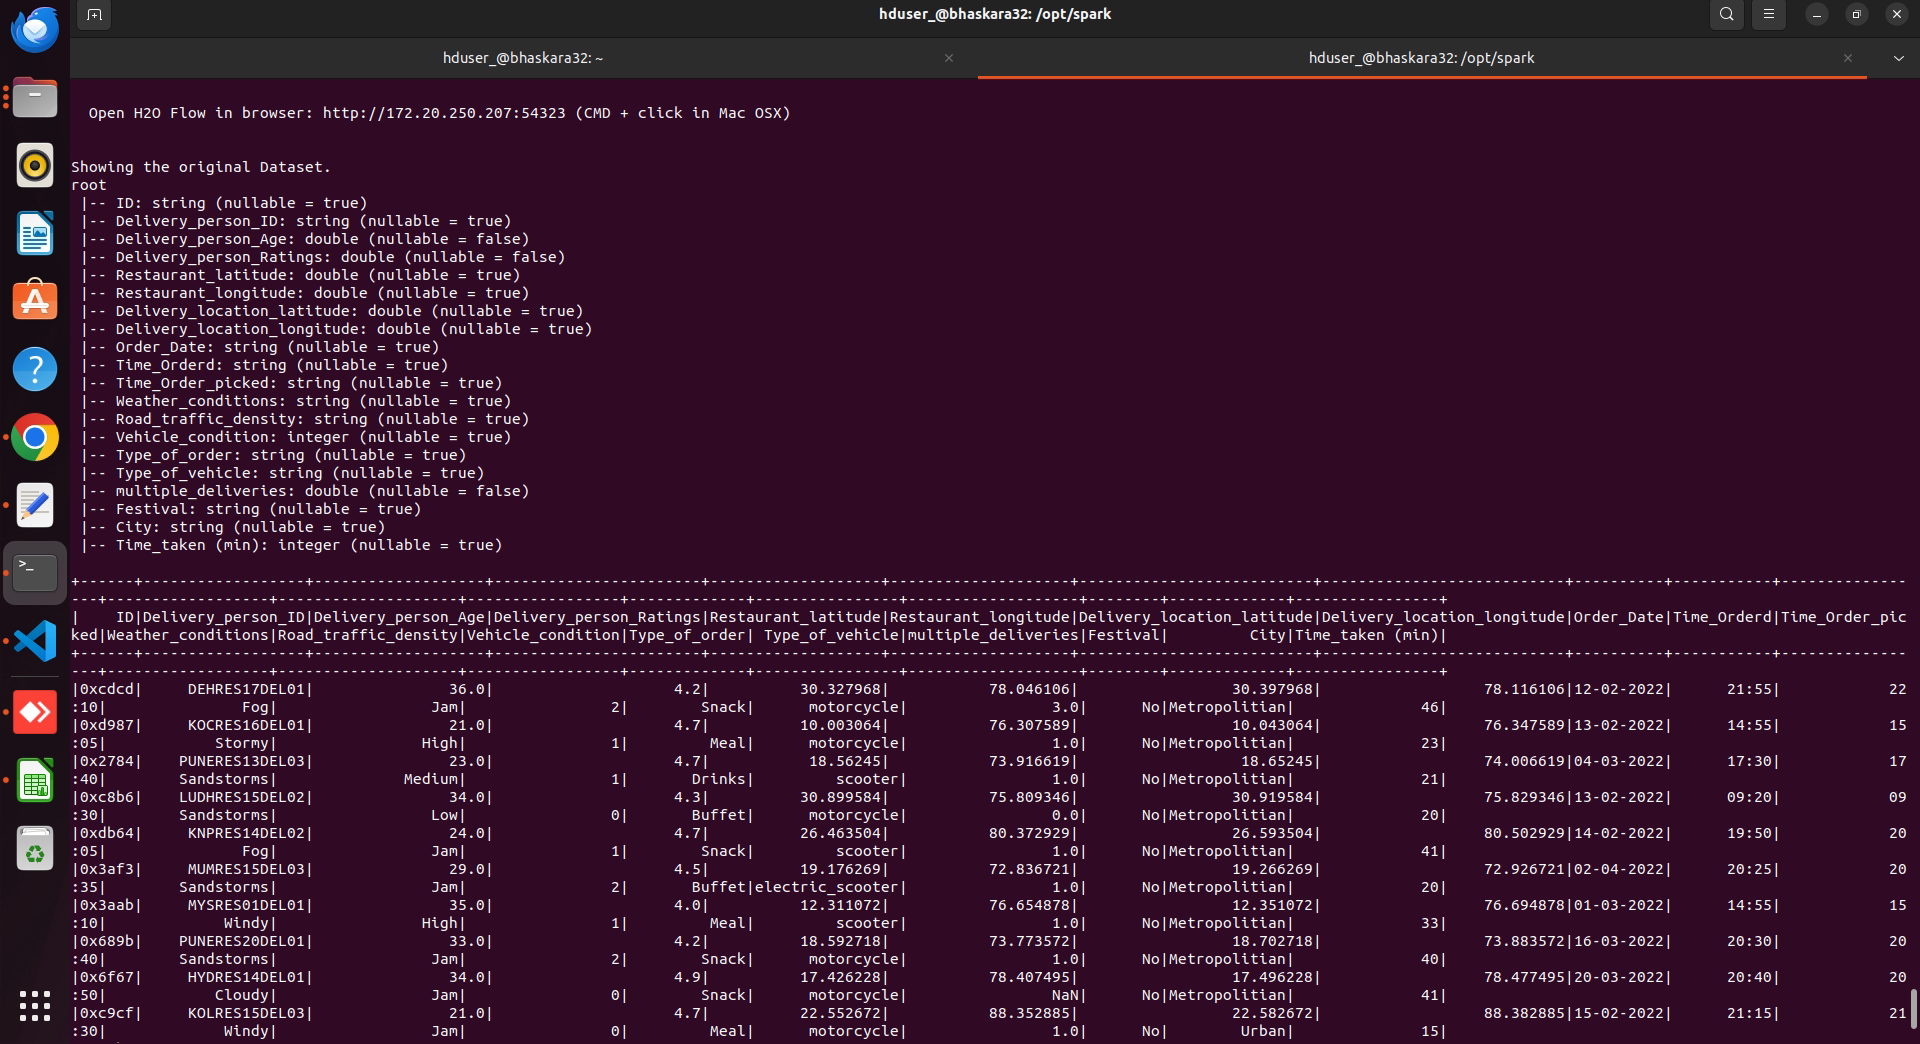 hduser_@bhaskara32: /opt/spark
hduser_@bhaskara32: ~
hduser_@bhaskara32: /opt/spark
Open H2O Flow in browser: http://172.20.250.207:54323 (CMD + click in Mac OSX)
Showing the original Dataset.
root
 |-- ID: string (nullable = true)
 |-- Delivery_person_ID: string (nullable = true)
 |-- Delivery_person_Age: double (nullable = false)
 |-- Delivery_person_Ratings: double (nullable = false)
 |-- Restaurant_latitude: double (nullable = true)
 |-- Restaurant_longitude: double (nullable = true)
 |-- Delivery_location_latitude: double (nullable = true)
 |-- Delivery_location_longitude: double (nullable = true)
 |-- Order_Date: string (nullable = true)
 |-- Time_Orderd: string (nullable = true)
 |-- Time_Order_picked: string (nullable = true)
 |-- Weather_conditions: string (nullable = true)
 |-- Road_traffic_density: string (nullable = true)
 |-- Vehicle_condition: integer (nullable = true)
 |-- Type_of_order: string (nullable = true)
 |-- Type_of_vehicle: string (nullable = true)
 |-- multiple_deliveries: double (nullable = false)
 |-- Festival: string (nullable = true)
 |-- City: string (nullable = true)
 |-- Time_taken (min): integer (nullable = true)
| ID|Delivery_person_ID|Delivery_person_Age|Delivery_person_Ratings|Restaurant_latitude|Restaurant_longitude|Delivery_location_latitude|Delivery_location_longitude|Order_Date|Time_Orderd|Time_Order_pic
ked|Weather_conditions|Road_traffic_density|Vehicle_condition|Type_of_order| Type_of_vehicle|multiple_deliveries|Festival| City|Time_taken (min)|
|0xcdcd| DEHRES17DEL01| 36.0| 4.2| 30.327968| 78.046106| 30.397968| 78.116106|12-02-2022| 21:55| 22
:10| Fog| Jam| 2| Snack| motorcycle| 3.0| No|Metropolitian| 46|
|0xd987| KOCRES16DEL01| 21.0| 4.7| 10.003064| 76.307589| 10.043064| 76.347589|13-02-2022| 14:55| 15
:05| Stormy| High| 1| Meal| motorcycle| 1.0| No|Metropolitian| 23|
|0x2784| PUNERES13DEL03| 23.0| 4.7| 18.56245| 73.916619| 18.65245| 74.006619|04-03-2022| 17:30| 17
:40| Sandstorms| Medium| 1| Drinks| scooter| 1.0| No|Metropolitian| 21|
|0xc8b6| LUDHRES15DEL02| 34.0| 4.3| 30.899584| 75.809346| 30.919584| 75.829346|13-02-2022| 09:20| 09
:30| Sandstorms| Low| 0| Buffet| motorcycle| 0.0| No|Metropolitian| 20|
|0xdb64| KNPRES14DEL02| 24.0| 4.7| 26.463504| 80.372929| 26.593504| 80.502929|14-02-2022| 19:50| 20
:05| Fog| Jam| 1| Snack| scooter| 1.0| No|Metropolitian| 41|
|0x3af3| MUMRES15DEL03| 29.0| 4.5| 19.176269| 72.836721| 19.266269| 72.926721|02-04-2022| 20:25| 20
:35| Sandstorms| Jam| 2| Buffet|electric_scooter| 1.0| No|Metropolitian| 20|
|0x3aab| MYSRES01DEL01| 35.0| 4.0| 12.311072| 76.654878| 12.351072| 76.694878|01-03-2022| 14:55| 15
:10| Windy| High| 1| Meal| scooter| 1.0| No|Metropolitian| 33|
|0x689b| PUNERES20DEL01| 33.0| 4.2| 18.592718| 73.773572| 18.702718| 73.883572|16-03-2022| 20:30| 20
:40| Sandstorms| Jam| 2| Snack| motorcycle| 1.0| No|Metropolitian| 40|
|0x6f67| HYDRES14DEL01| 34.0| 4.9| 17.426228| 78.407495| 17.496228| 78.477495|20-03-2022| 20:40| 20
:50| Cloudy| Jam| 0| Snack| motorcycle| NaN| No|Metropolitian| 41|
|0xc9cf| KOLRES15DEL03| 21.0| 4.7| 22.552672| 88.352885| 22.582672| 88.382885|15-02-2022| 21:15| 21
:30| Windy| Jam| 0| Meal| motorcycle| 1.0| No| Urban| 15|